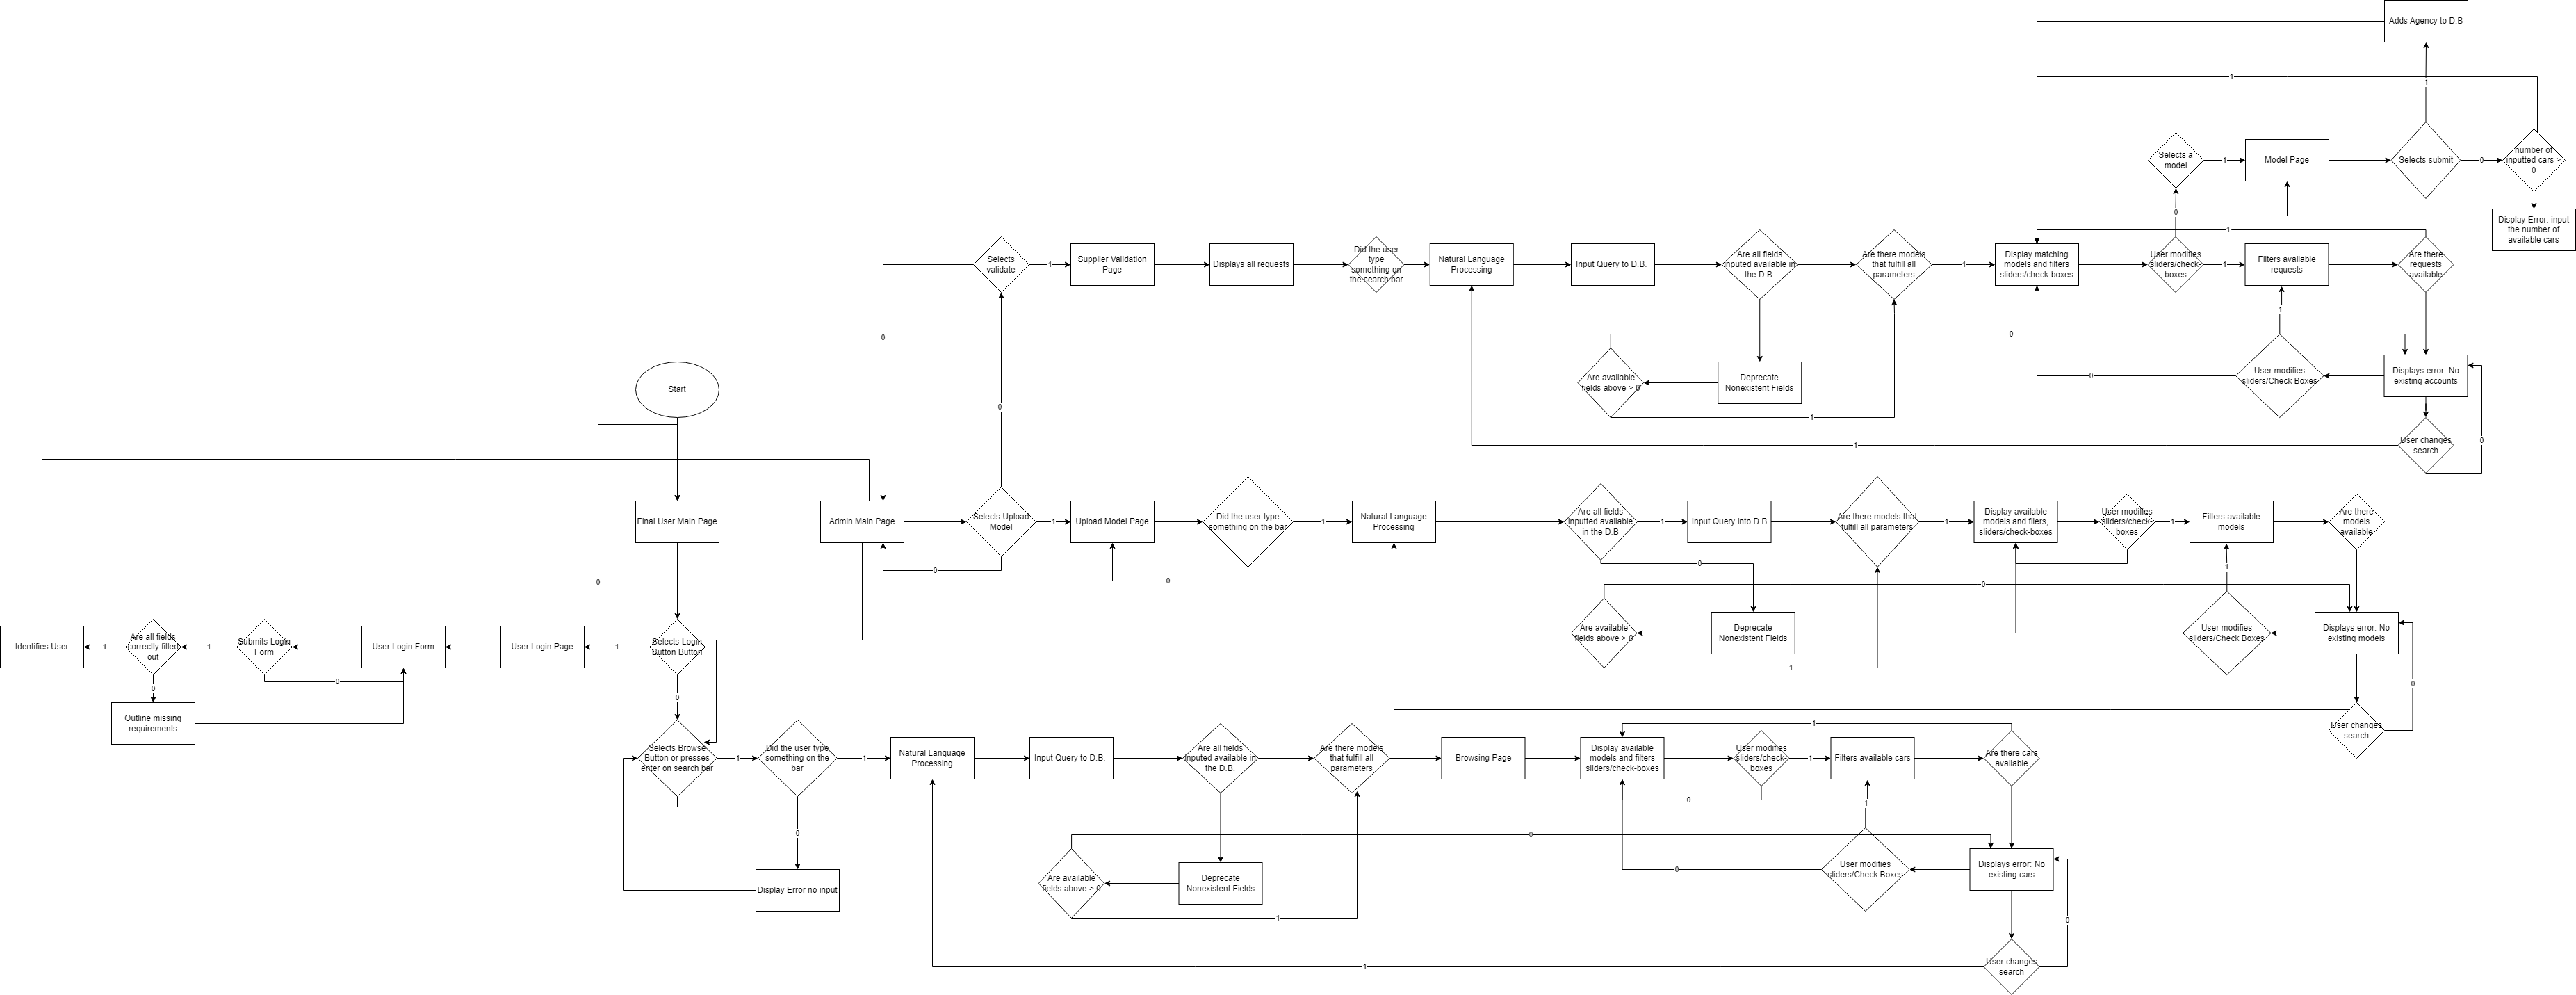 Adds Agency to D.B
1
1
Selects a
model
1
Model Page
Selects submit
0
number of
inputted cars >
0
0
Display Error: input
the number of
available cars
1
Selects
validate
1
Supplier Validation
Page
Displays all requests
Did the user
type
something on
the search bar
Natural Language
Processing
Input Query to D.B.
Are all fields
inputed available in
the D.B.
Are there models
that fulfill all
parameters
1
Display matching
models and filters
sliders/check-boxes
User modifies
sliders/check-
boxes
1
Filters available
requests
Are there
requests
available
0
1
0
Are available
fields above > 0
Deprecate
Nonexistent Fields
1
0
User modifies
sliders/Check Boxes
Displays error: No
existing accounts
User changes
search
0
1
Start
0
Final User Main Page
Admin Main Page
Selects Upload
Model
1
Upload Model Page
Did the user type
something on the bar
1
Natural Language
Processing
Are all fields
inputted available
in the D.B
1
Input Query into D.B
Are there models that
fulfill all parameters
1
Display available
models and filers,
sliders/check-boxes
User modifies
sliders/check-
boxes
1
Filters available
models
Are there
models
available
0
0
0
0
0
1
Are available
fields above > 0
Deprecate
Nonexistent Fields
1
User modifies
sliders/Check Boxes
Displays error: No
existing models
0
User changes
search
Identifies User
1
Are all fields
correctly filled
out
1
Submits Login
Form
User Login Form
User Login Page
1
Selects Login
Button Button
0
0
0
Outline missing
requirements
Selects Browse
Button or presses
enter on search bar
1
Did the user type
something on the
bar
1
Natural Language
Processing
Input Query to D.B.
Are all fields
inputed available in
the D.B.
Are there models
that fulfill all
parameters
Browsing Page
Display available
models and filters
sliders/check-boxes
User modifies
sliders/check-
boxes
1
Filters available cars
Are there cars
available
1
0
0
1
0
Display Error no input
Are available
fields above > 0
Deprecate
Nonexistent Fields
1
0
User modifies
sliders/Check Boxes
Displays error: No
existing cars
0
User changes
search
1